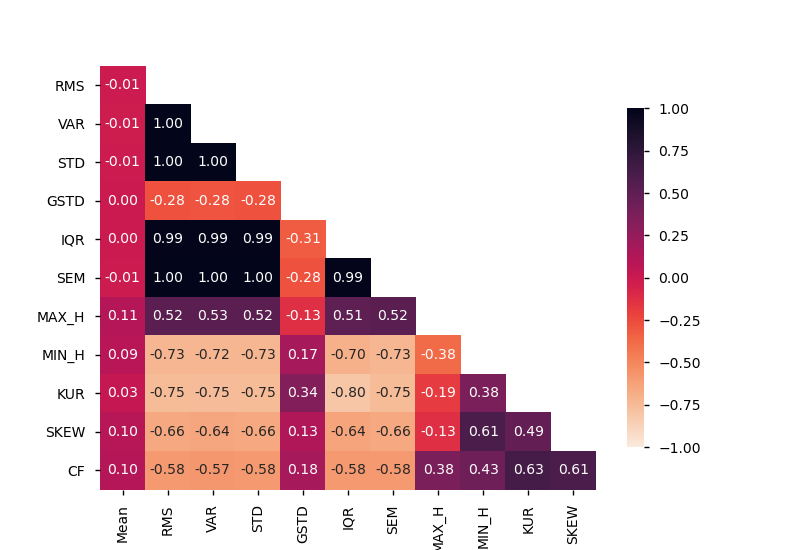 RMS -0.01
VAR -0.01 1.00
STD -0.01 1.00 1.00
GSTD 0.00 -0.28 -0.28 -0.28
IQR 0.00 0.99 0.99 0.99 -0.31
SEM -0.01 1.00 1.00 1.00 -0.28 0.99
MAX_H 0.11 0.52 0.53 0.52 -0.13 0.51 0.52
MIN_H 0.09 -0.73 -0.72 -0.73 0.17 -0.70 -0.73 -0.38
KUR 0.03 -0.75 -0.75 -0.75 0.34 -0.80 -0.75 -0.19 0.38
SKEW 0.10 -0.66 -0.64 -0.66 0.13 -0.64 -0.66 -0.13 0.61 0.49
CF 0.10 -0.58 -0.57 -0.58 0.18 -0.58 -0.58 0.38 0.43 0.63 0.61
Mean RMS VAR STD GSTD IQR SEM MAX_H MIN_H KUR SKEW
1.00
0.75
0.50
0.25
0.00
−0.25
−0.50
−0.75
−1.00